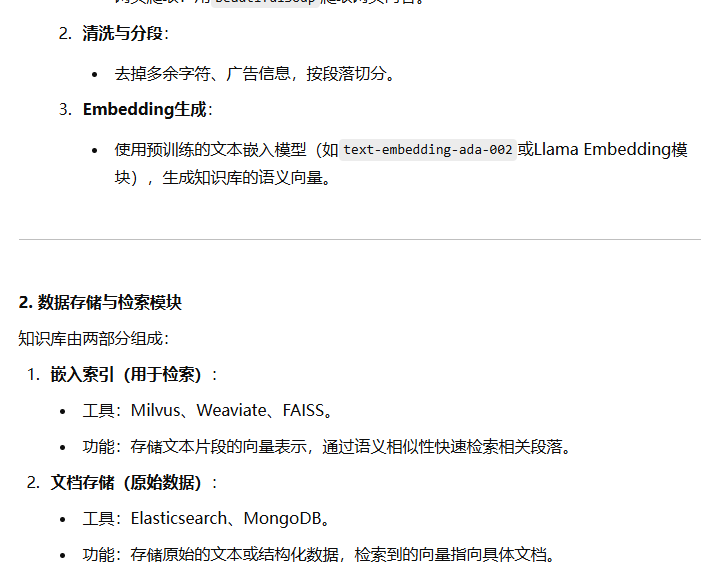 2. 清洗与分段：
• 去掉多余字符、广告信息，按段落切分。
3. Embedding生成：
• 使用预训练的文本嵌入模型（如 text-embedding-ada-002 或Llama Embedding模
块），生成知识库的语义向量。
2. 数据存储与检索模块
知识库由两部分组成：
1. 嵌入索引（用于检索）：
• 工具：Milvus、Weaviate、FAISS。
• 功能：存储文本片段的向量表示，通过语义相似性快速检索相关段落。
2. 文档存储（原始数据）：
• 工具：Elasticsearch、MongoDB。
• 功能：存储原始的文本或结构化数据，检索到的向量指向具体文档。